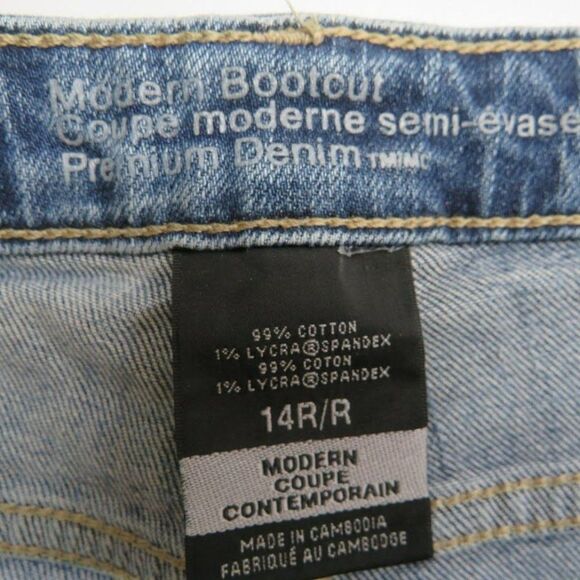 Modern Bootcut
Coupe moderne semi-évasé
Premium Denim TM/MC
99% COTTON
1% LYCRA®SPANDEX
99% COTON
1% LYCRA®SPANDEX
14R/R
MODERN
COUPE
CONTEMPORAIN
MADE IN CAMBODIA
FABRIQUÉ AU CAMBODGE